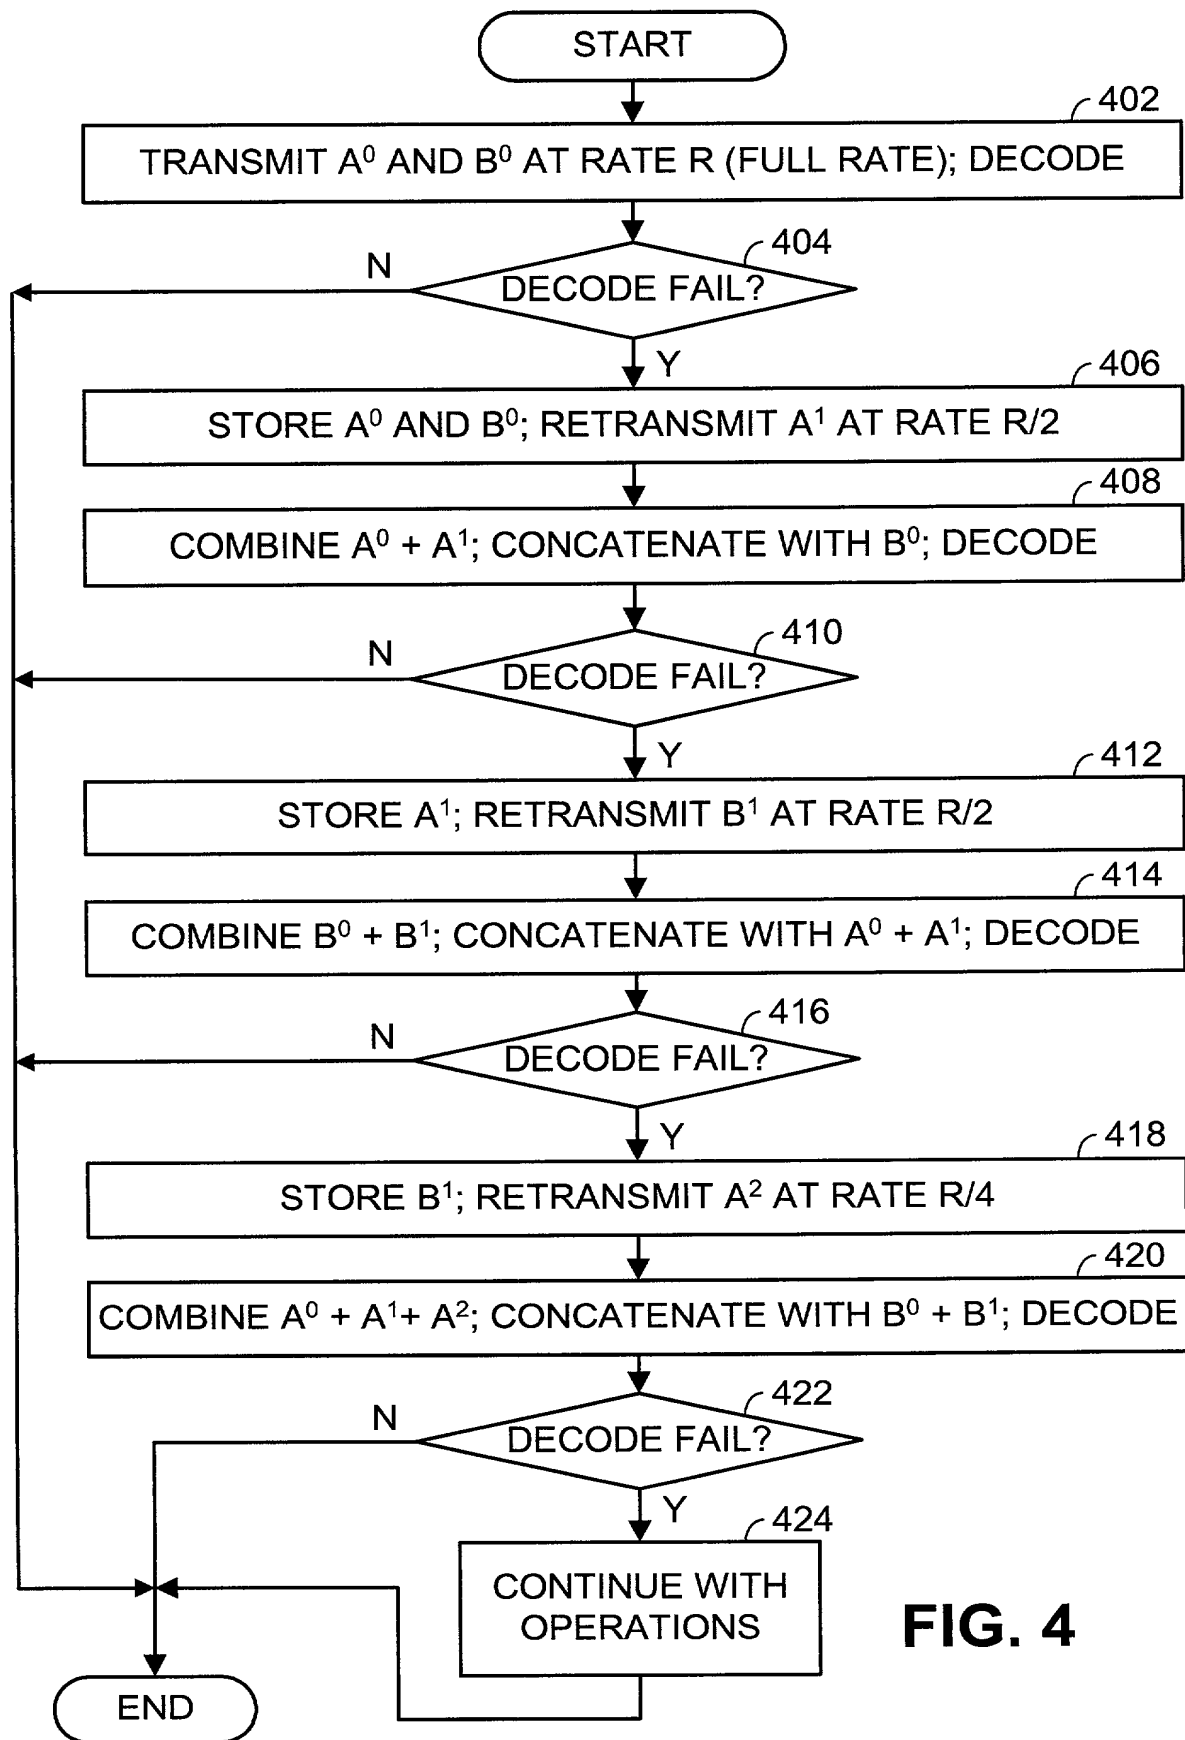 START
402
TRANSMIT A⁰ AND B⁰ AT RATE R (FULL RATE); DECODE
404
N
DECODE FAIL?
Y
406
STORE A⁰ AND B⁰; RETRANSMIT A¹ AT RATE R/2
408
COMBINE A⁰ + A¹; CONCATENATE WITH B⁰; DECODE
410
N
DECODE FAIL?
Y
412
STORE A¹; RETRANSMIT B¹ AT RATE R/2
414
COMBINE B⁰ + B¹; CONCATENATE WITH A⁰ + A¹; DECODE
416
N
DECODE FAIL?
Y
418
STORE B¹; RETRANSMIT A² AT RATE R/4
420
COMBINE A⁰ + A¹+ A²; CONCATENATE WITH B⁰ + B¹; DECODE
422
N
DECODE FAIL?
Y
424
CONTINUE WITH
OPERATIONS
FIG. 4
END